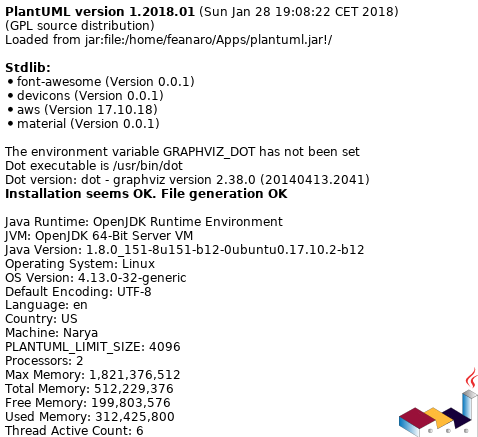 PlantUML version 1.2018.01 (Sun Jan 28 19:08:22 CET 2018)
(GPL source distribution)
Loaded from jar:file:/home/feanaro/Apps/plantuml.jar!/
Stdlib:
• font-awesome (Version 0.0.1)
• devicons (Version 0.0.1)
• aws (Version 17.10.18)
• material (Version 0.0.1)
The environment variable GRAPHVIZ_DOT has not been set
Dot executable is /usr/bin/dot
Dot version: dot - graphviz version 2.38.0 (20140413.2041)
Installation seems OK. File generation OK
Java Runtime: OpenJDK Runtime Environment
JVM: OpenJDK 64-Bit Server VM
Java Version: 1.8.0_151-8u151-b12-0ubuntu0.17.10.2-b12
Operating System: Linux
OS Version: 4.13.0-32-generic
Default Encoding: UTF-8
Language: en
Country: US
Machine: Narya
PLANTUML_LIMIT_SIZE: 4096
Processors: 2
Max Memory: 1,821,376,512
Total Memory: 512,229,376
Free Memory: 199,803,576
Used Memory: 312,425,800
Thread Active Count: 6